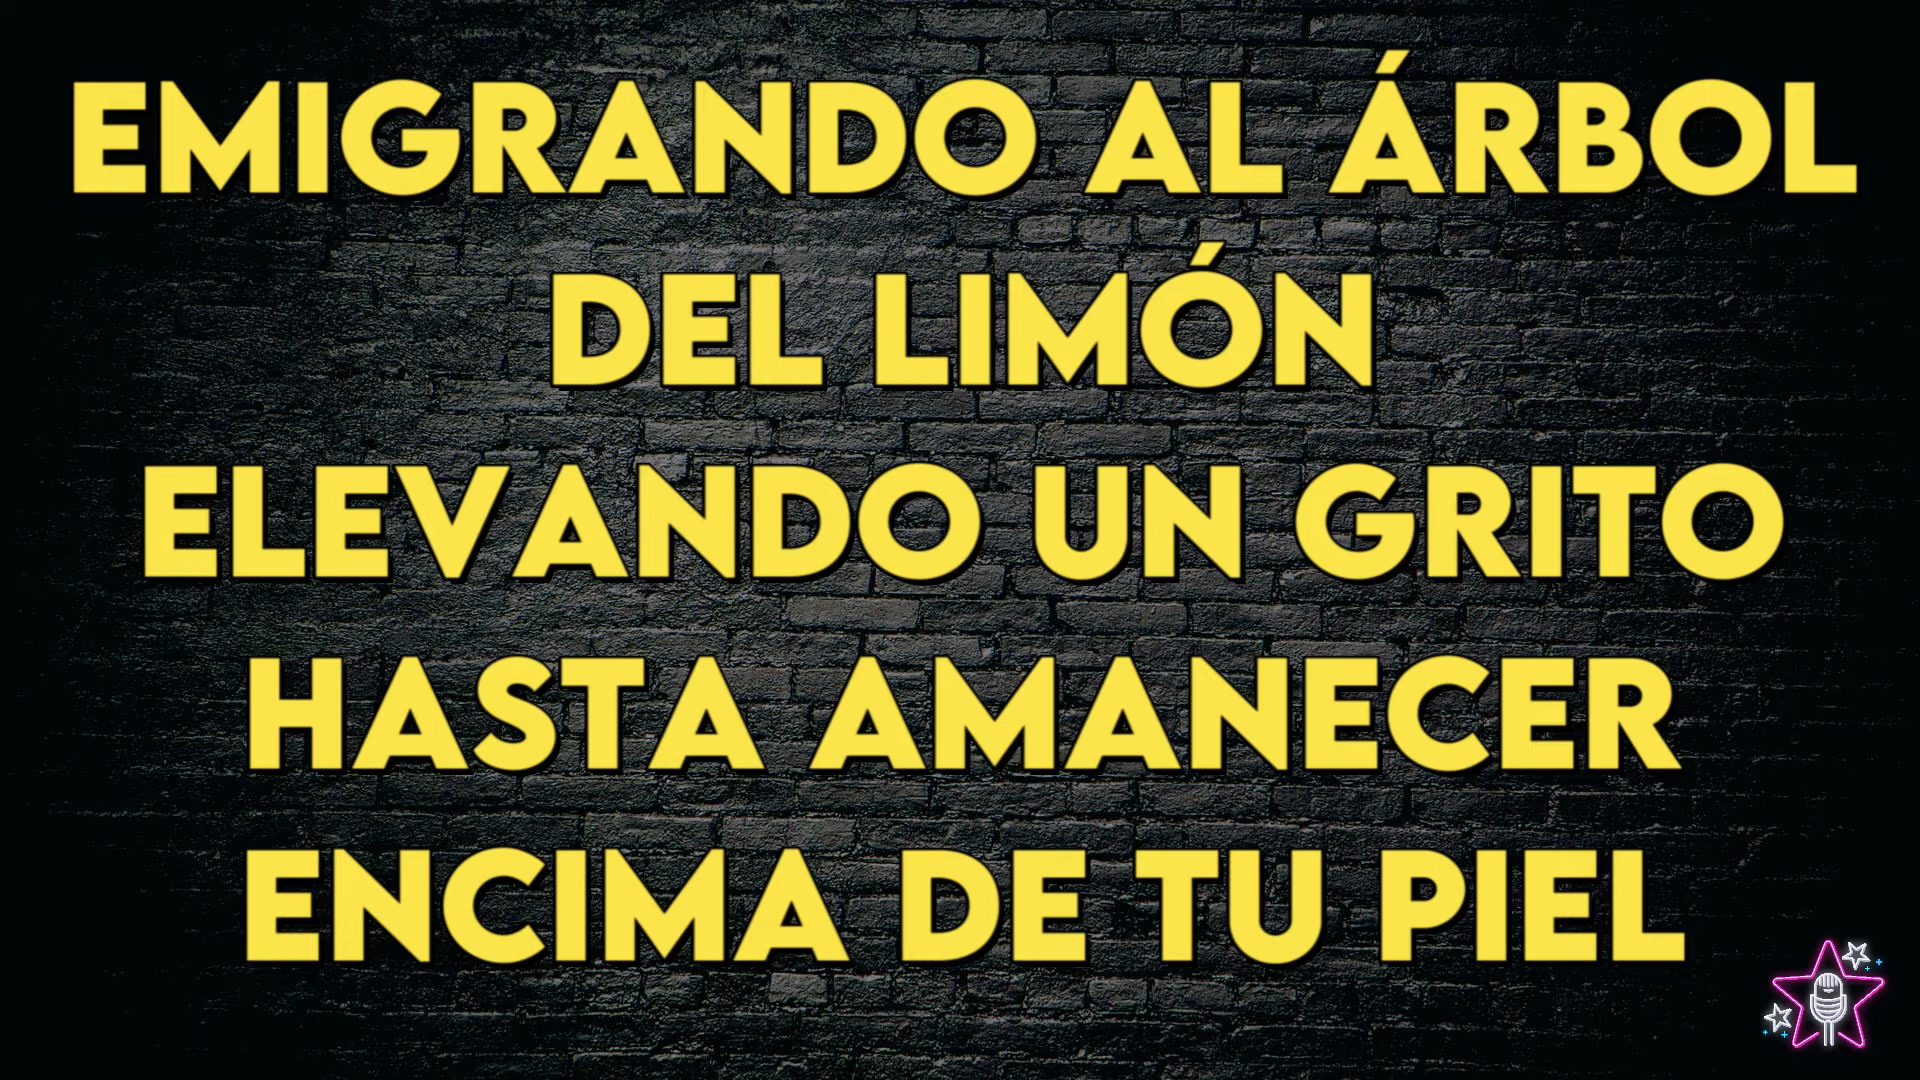 EMIGRANDO AL ÁRBOL
DEL LIMÓN
ELEVANDO UN GRITO
HASTA AMANECER
ENCIMA DE TU PIEL